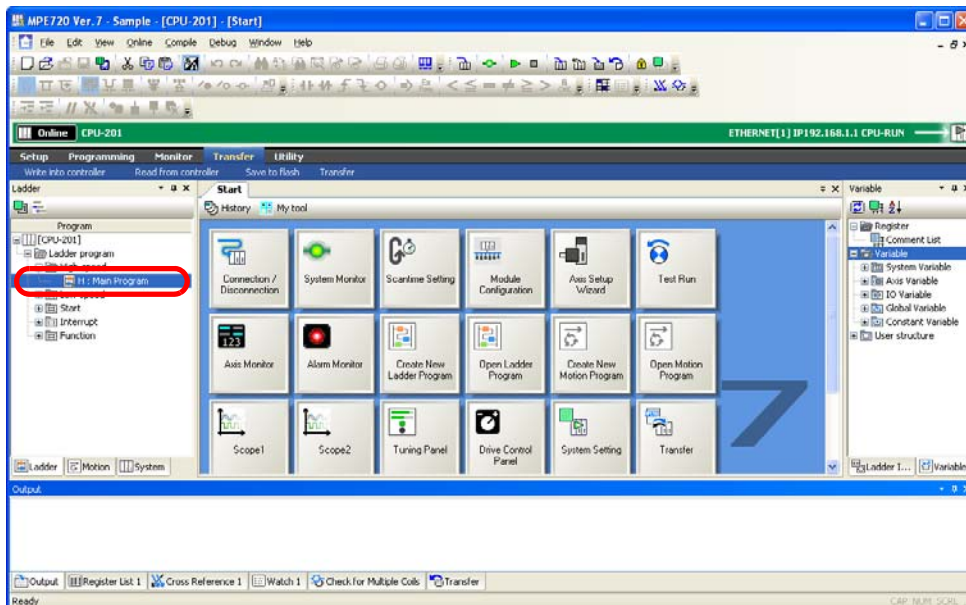 MPE720 Ver. 7 - Sample - [CPU-201] - [Start]
File Edit View Online Compile Debug Window Help
Online CPU-201 ETHERNET[1] IP192.168.1.1 CPU-RUN
Setup Programming Monitor Transfer Utility
Write into controller Read from controller Save to flash Transfer
Ladder
Program
[CPU-201]
Ladder program
H : Main Program
Start
Interrupt
Function
Ladder Motion System
Start
History My tool
Connection / Disconnection
System Monitor
Scantime Setting
Module Configuration
Axis Setup Wizard
Test Run
123
Axis Monitor
Alarm Monitor
Create New Ladder Program
Open Ladder Program
Create New Motion Program
Open Motion Program
Scope1
Scope2
Tuning Panel
Drive Control Panel
System Setting
Transfer
7
Variable
Register
Comment List
Variable
System Variable
Axis Variable
IO Variable
Global Variable
Constant Variable
User structure
Ladder I... Variable
Output
Output Register List 1 Cross Reference 1 Watch 1 Check for Multiple Coils Transfer
Ready CAP NUM SCRL